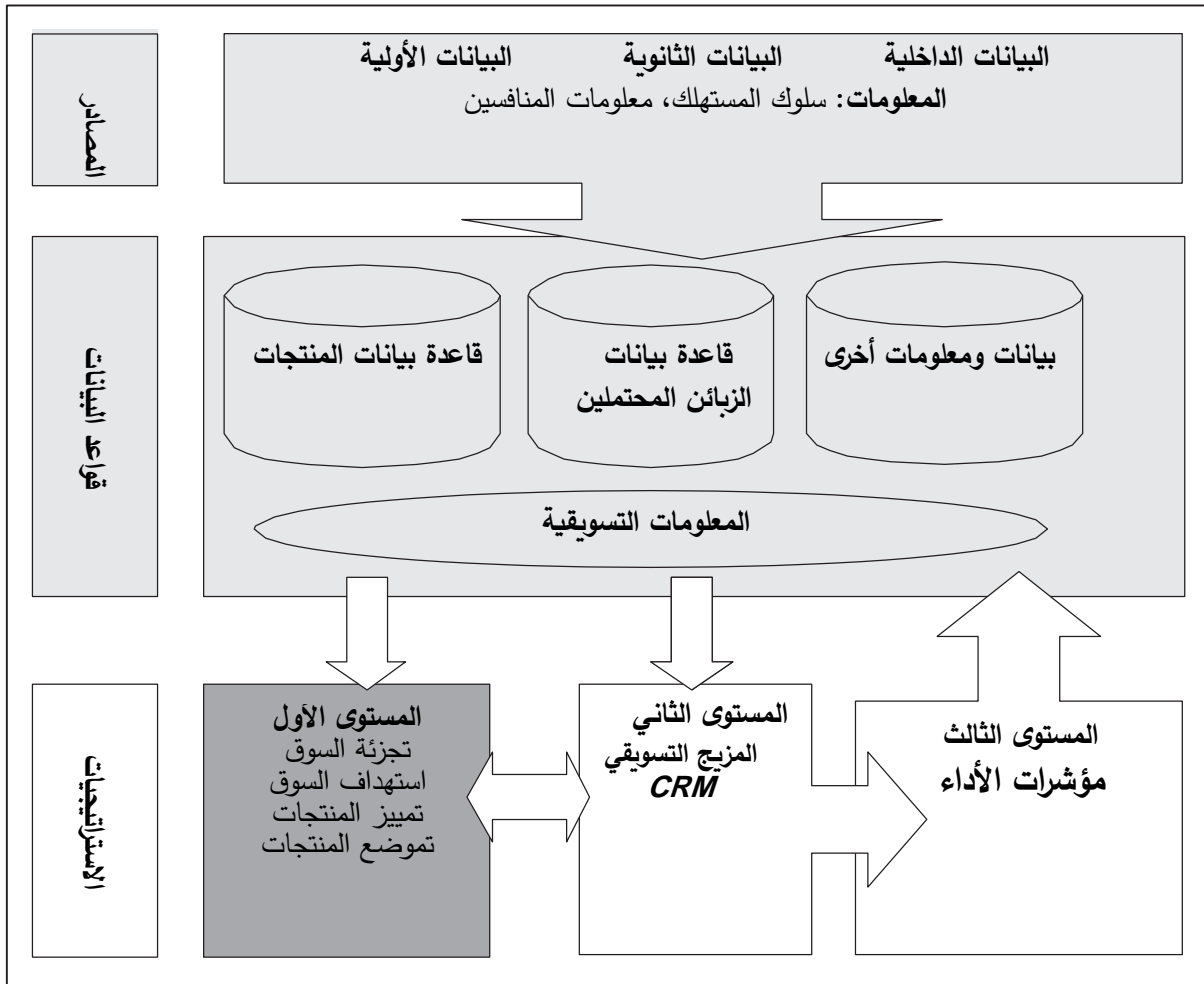 المصادر
البيانات الداخلية البيانات الثانوية البيانات الأولية
المعلومات: سلوك المستهلك، معلومات المنافسين
قواعد البيانات
بيانات ومعلومات أخرى
قاعدة بيانات
الزبائن المحتملين
قاعدة بيانات المنتجات
المعلومات التسويقية
الاستراتيجيات
المستوى الأول
تجزئة السوق
استهداف السوق
تمييز المنتجات
تموضع المنتجات
المستوى الثاني
المزيج التسويقي
CRM
المستوى الثالث
مؤشرات الأداء